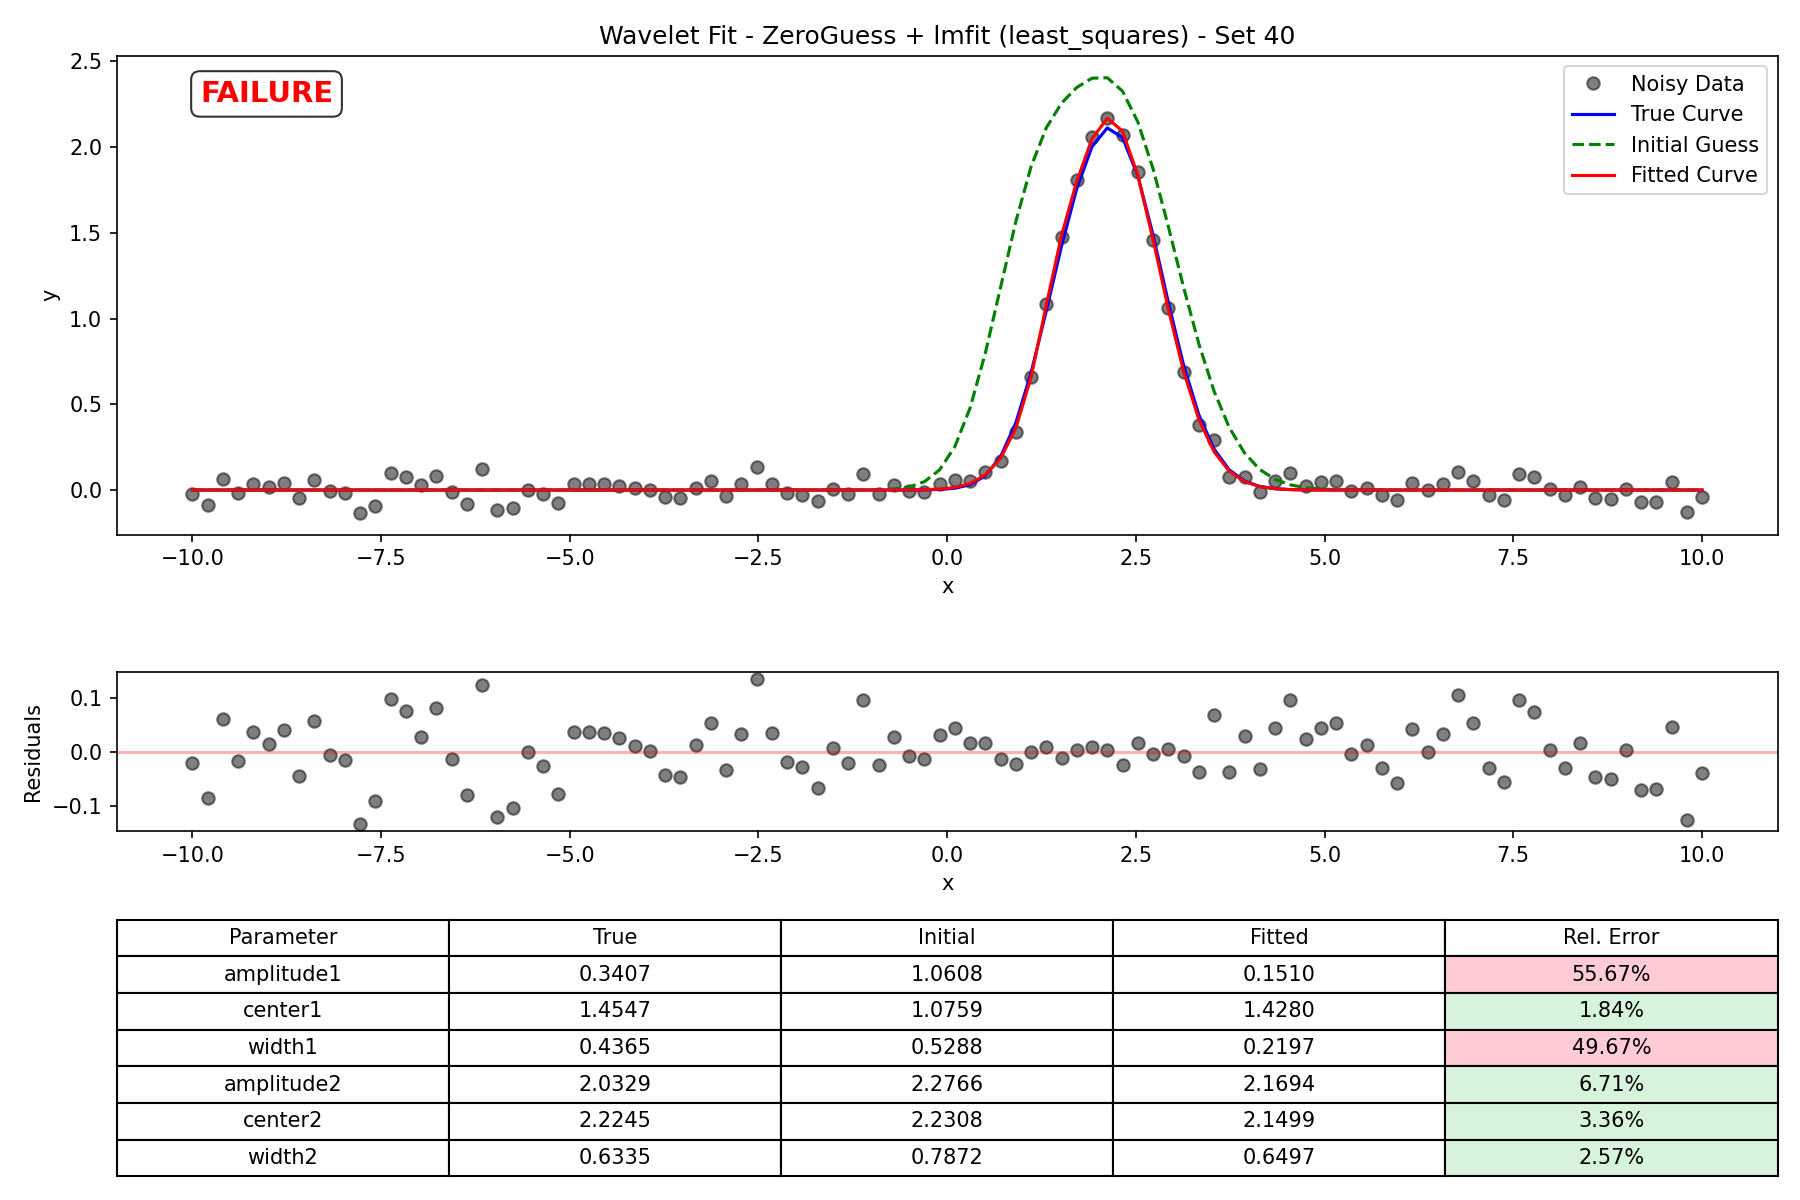 Wavelet Fit - ZeroGuess + lmfit (least_squares) - Set 40
FAILURE
Noisy Data
True Curve
Initial Guess
Fitted Curve
2.5
2.0
1.5
1.0
0.5
0.0
y
−10.0 −7.5 −5.0 −2.5 0.0 2.5 5.0 7.5 10.0
x
0.1
0.0
−0.1
Residuals
−10.0 −7.5 −5.0 −2.5 0.0 2.5 5.0 7.5 10.0
x
Parameter True Initial Fitted Rel. Error
amplitude1 0.3407 1.0608 0.1510 55.67%
center1 1.4547 1.0759 1.4280 1.84%
width1 0.4365 0.5288 0.2197 49.67%
amplitude2 2.0329 2.2766 2.1694 6.71%
center2 2.2245 2.2308 2.1499 3.36%
width2 0.6335 0.7872 0.6497 2.57%